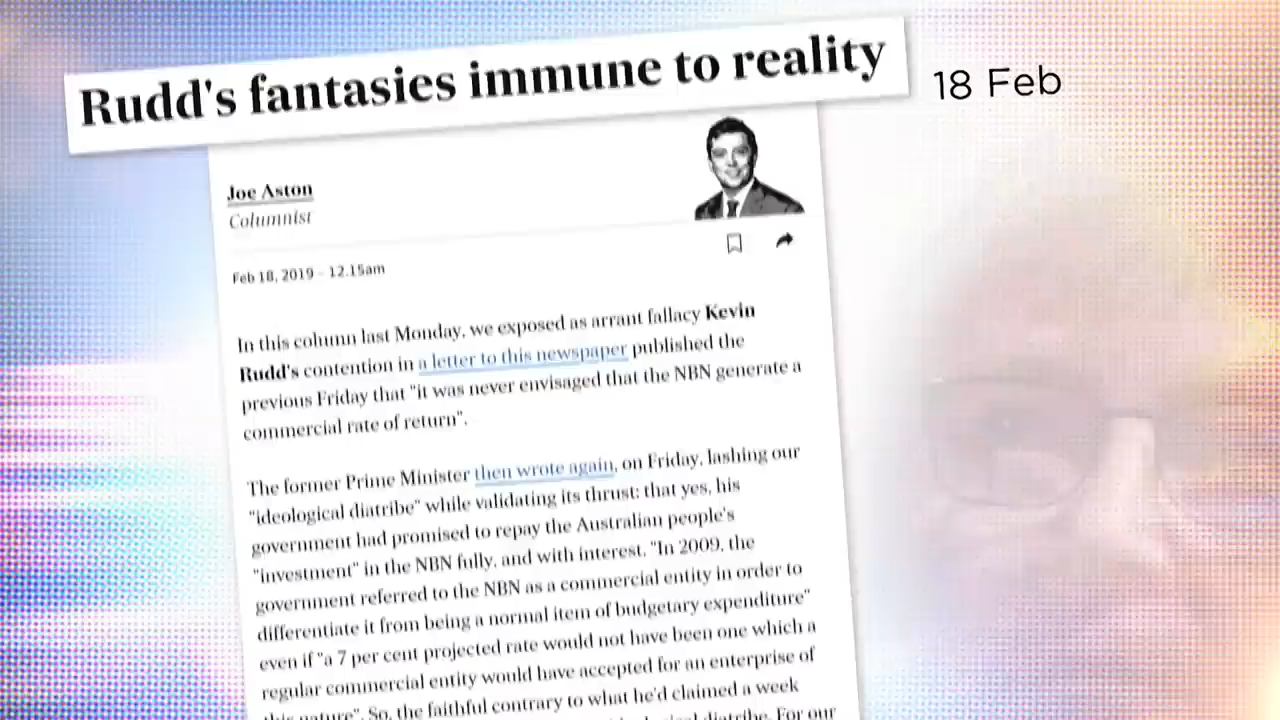 Rudd's fantasies immune to reality
18 Feb
Joe Aston
Columnist
Feb 18, 2019 – 12.15am
In this column last Monday, we exposed as arrant fallacy Kevin
Rudd's contention in a letter to this newspaper published the
previous Friday that "it was never envisaged that the NBN generate a
commercial rate of return".
The former Prime Minister then wrote again, on Friday, lashing our
"ideological diatribe" while validating its thrust: that yes, his
government had promised to repay the Australian people's
"investment" in the NBN fully, and with interest. "In 2009, the
government referred to the NBN as a commercial entity in order to
differentiate it from being a normal item of budgetary expenditure"
even if "a 7 per cent projected rate would not have been one which a
regular commercial entity would have accepted for an enterprise of
this nature". So, the faithful contrary to what he'd claimed a week
diatribe. For our